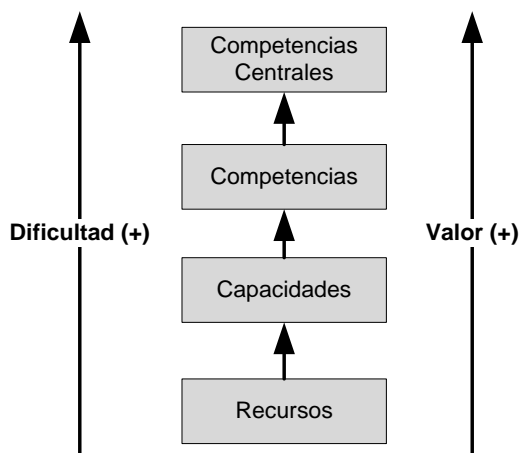 Competencias
Centrales
Competencias
Dificultad (+)
Valor (+)
Capacidades
Recursos